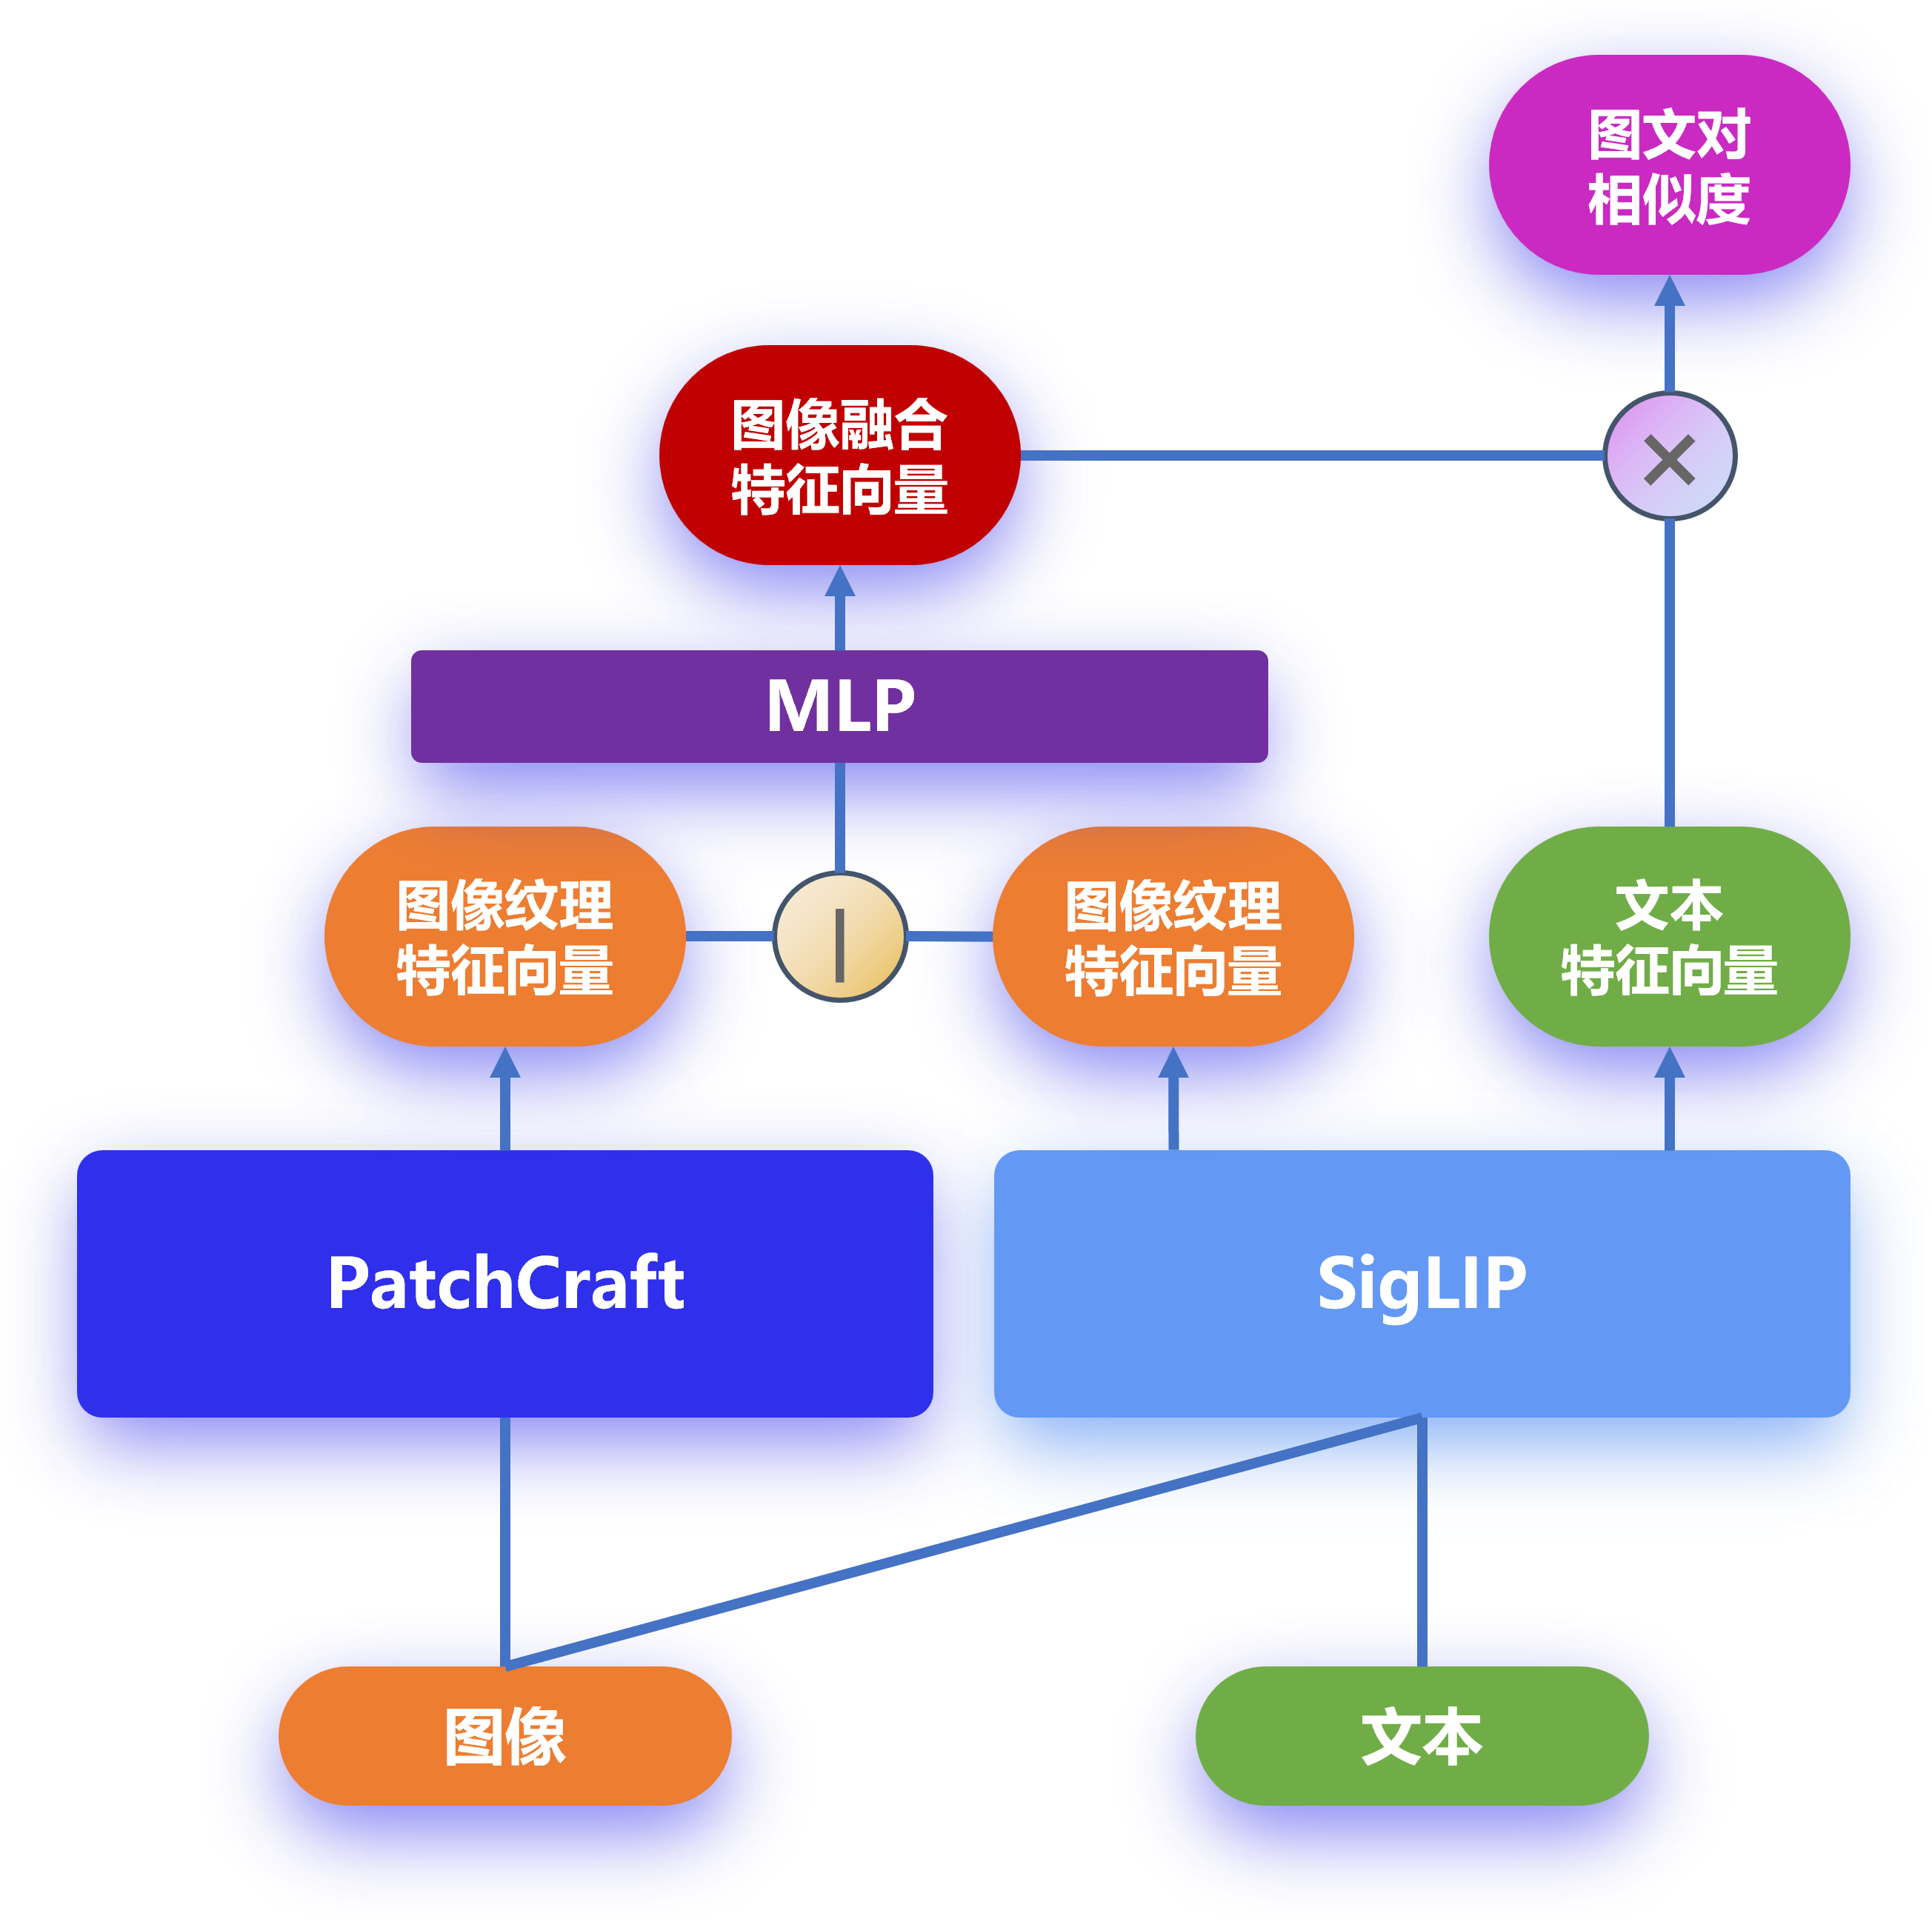 图文对
相似度
图像融合
特征向量
×
MLP
图像纹理
特征向量
|
图像纹理
特征向量
文本
特征向量
PatchCraft
SigLIP
图像
文本